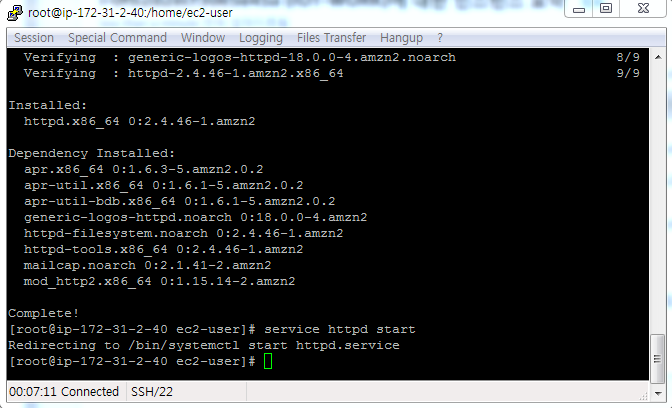 root@ip-172-31-2-40:/home/ec2-user
Session Special Command Window Logging Files Transfer Hangup ?
Verifying : generic-logos-httpd-18.0.0-4.amzn2.noarch 8/9
Verifying : httpd-2.4.46-1.amzn2.x86_64 9/9
Installed:
httpd.x86_64 0:2.4.46-1.amzn2
Dependency Installed:
apr.x86_64 0:1.6.3-5.amzn2.0.2
apr-util.x86_64 0:1.6.1-5.amzn2.0.2
apr-util-bdb.x86_64 0:1.6.1-5.amzn2.0.2
generic-logos-httpd.noarch 0:18.0.0-4.amzn2
httpd-filesystem.noarch 0:2.4.46-1.amzn2
httpd-tools.x86_64 0:2.4.46-1.amzn2
mailcap.noarch 0:2.1.41-2.amzn2
mod_http2.x86_64 0:1.15.14-2.amzn2
Complete!
[root@ip-172-31-2-40 ec2-user]# service httpd start
Redirecting to /bin/systemctl start httpd.service
[root@ip-172-31-2-40 ec2-user]#
00:07:11 Connected SSH/22